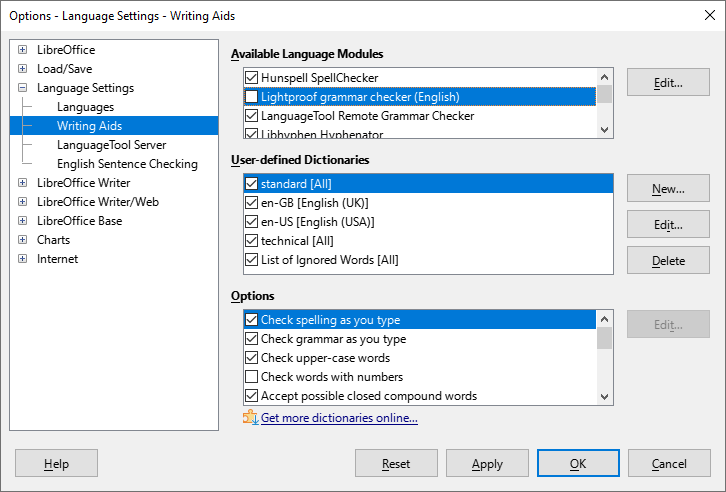 Options - Language Settings - Writing Aids
LibreOffice
Load/Save
Language Settings
Languages
Writing Aids
LanguageTool Server
English Sentence Checking
LibreOffice Writer
LibreOffice Writer/Web
LibreOffice Base
Charts
Internet
Available Language Modules
Hunspell SpellChecker
Lightproof grammar checker (English)
LanguageTool Remote Grammar Checker
Libhyphen Hyphenator
Edit...
User-defined Dictionaries
standard [All]
en-GB [English (UK)]
en-US [English (USA)]
technical [All]
List of Ignored Words [All]
New...
Edit...
Delete
Options
Check spelling as you type
Check grammar as you type
Check upper-case words
Check words with numbers
Accept possible closed compound words
Edit...
Get more dictionaries online...
Help
Reset
Apply
OK
Cancel